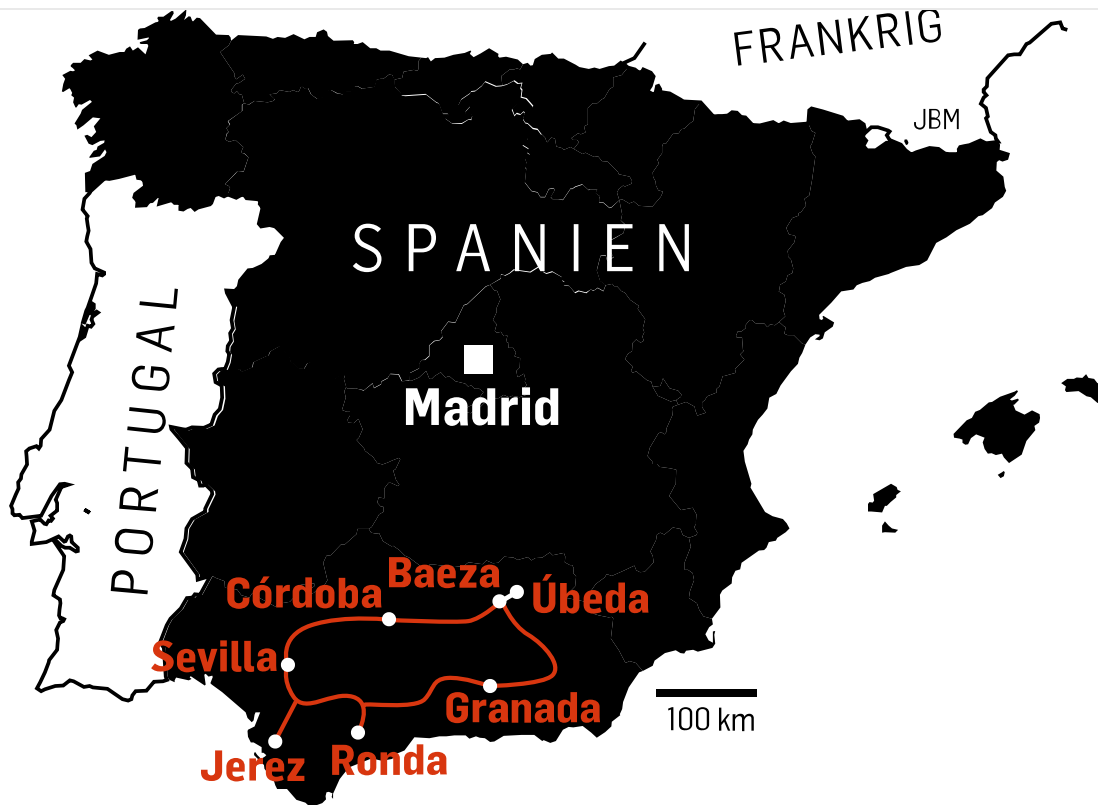 FRANKRIG
JBM
SPANIEN
PORTUGAL
Madrid
Baeza
Córdoba
Úbeda
Sevilla
Granada
100 km
Jerez
Ronda